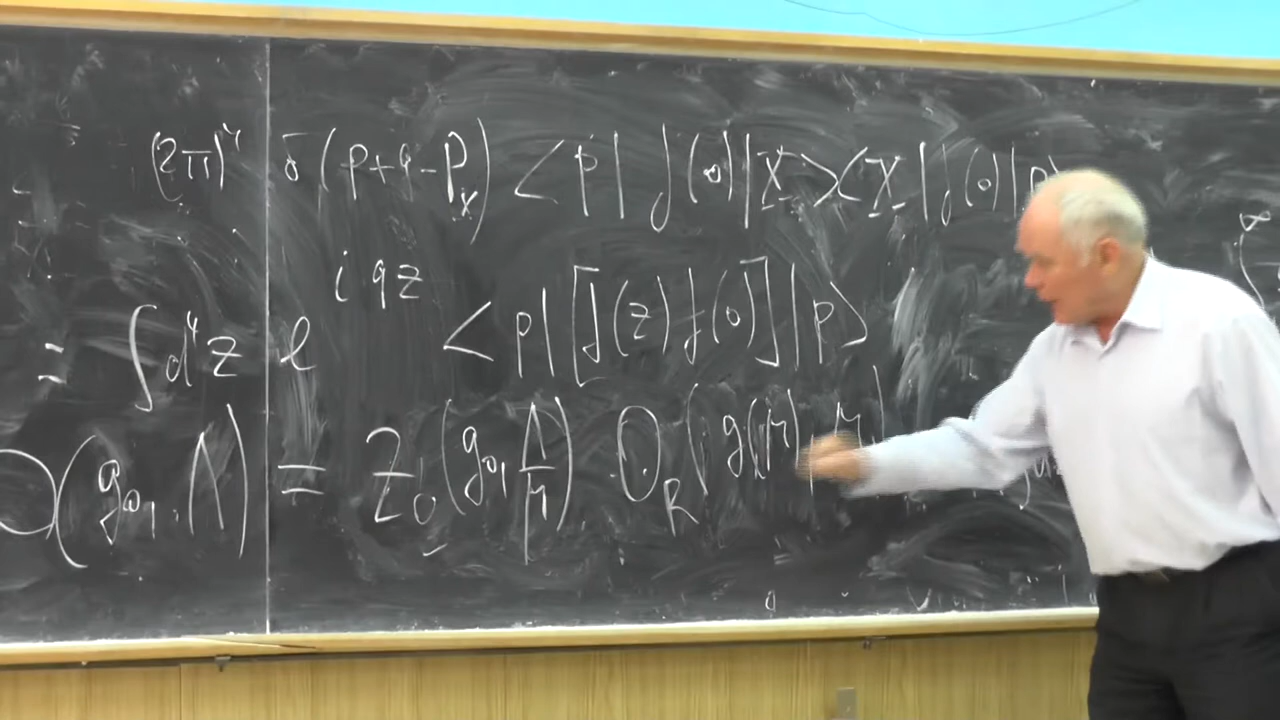 (2π)⁴ δ(p+q-P_X) <p| j(0)|X><X|j(0)|p
= ∫d⁴z e^{iqz} <p|[j(z) j(0)]|p>
O(g₀, Λ) = Z_O(g₀, Λ/μ) O_R(g(μ), μ)